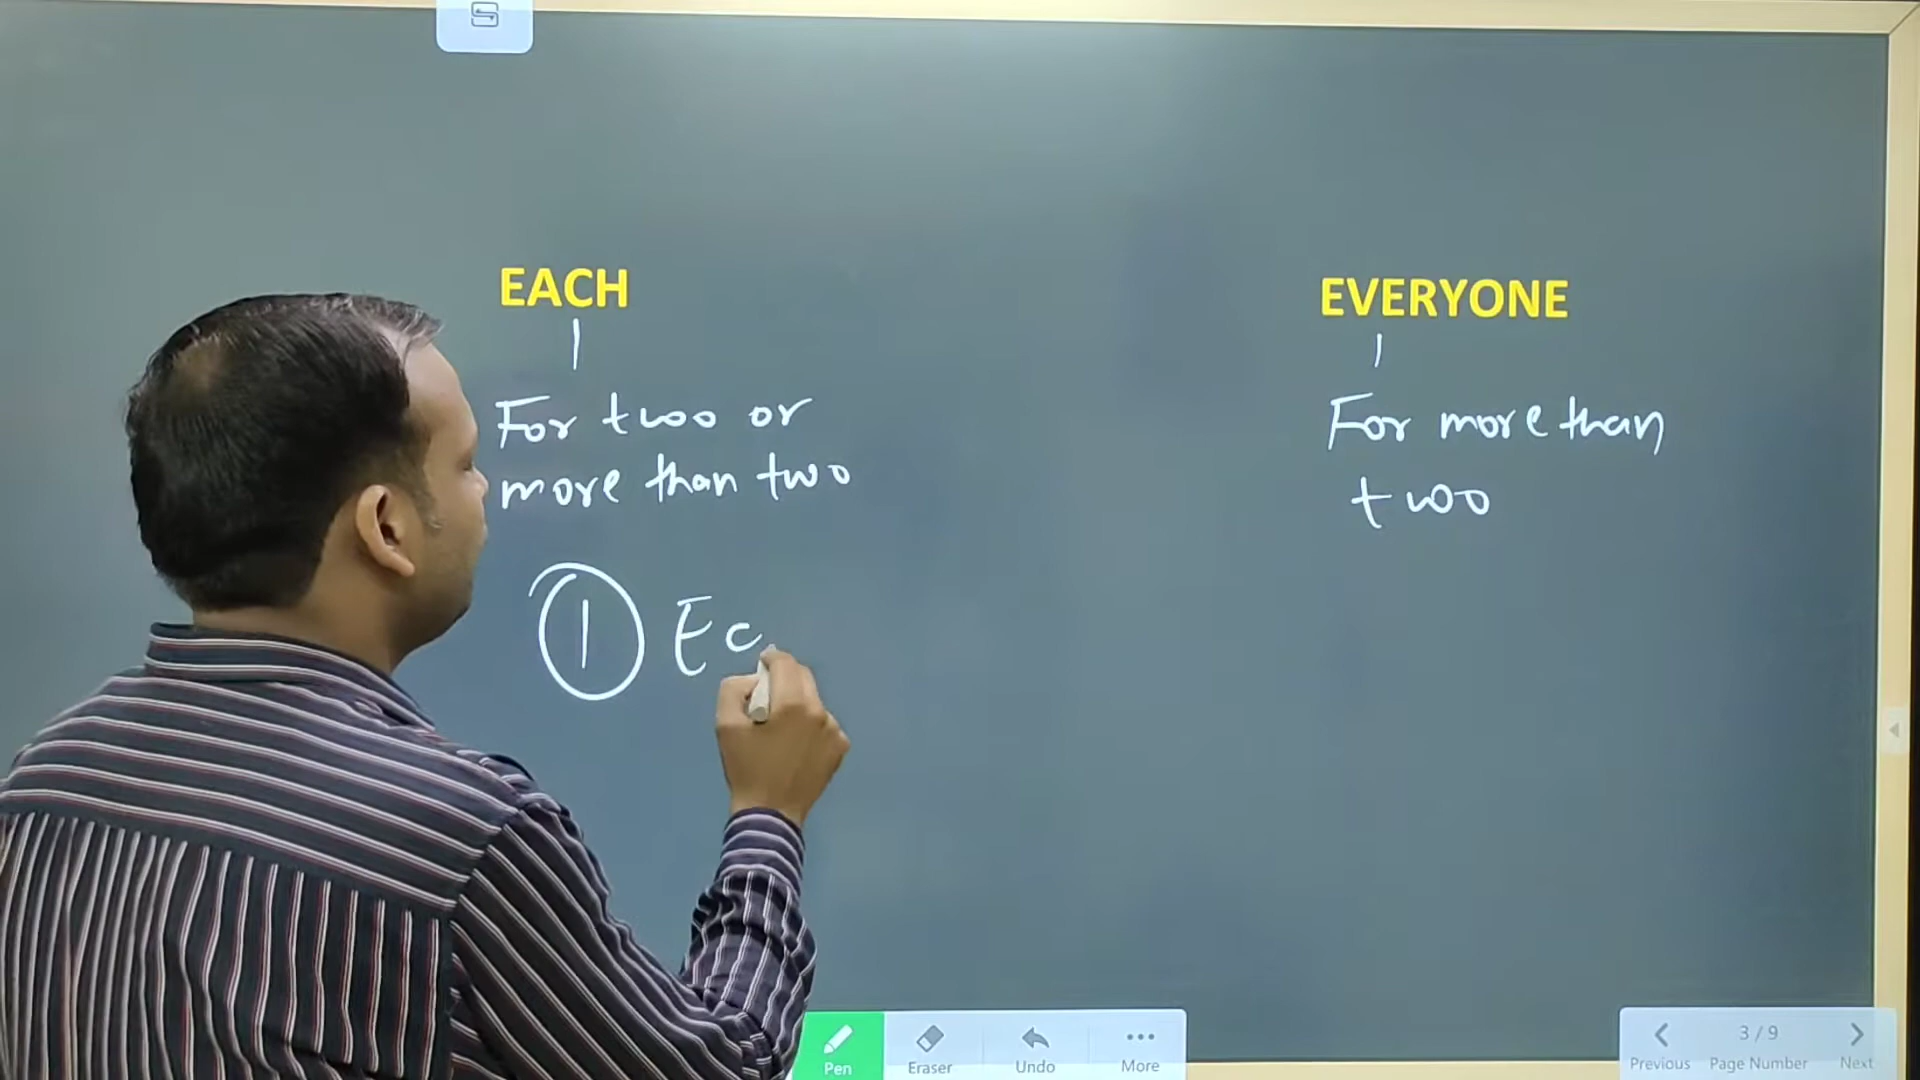 EACH
For two or
more than two
1 Ea
EVERYONE
For more than
two
Pen
Eraser
Undo
More
3 / 9
Previous
Page Number
Next